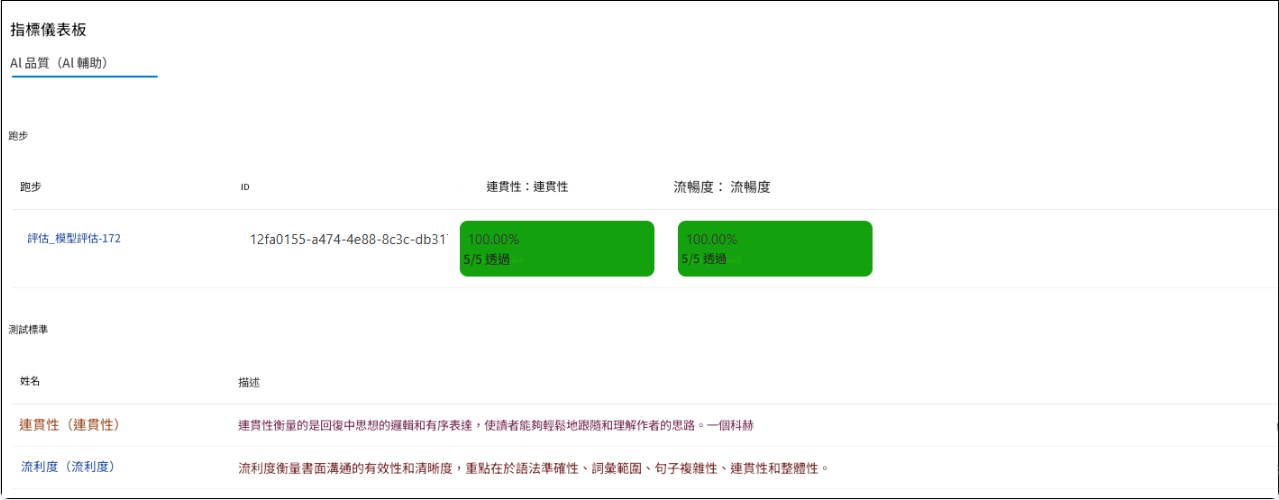 指標儀表板
AI 品質（AI 輔助）
跑步
跑步 ID 連貫性：連貫性 流暢度： 流暢度
評估_模型評估-172 12fa0155-a474-4e88-8c3c-db31 100.00% 100.00%
5/5 透過 5/5 透過
測試標準
姓名 描述
連貫性（連貫性） 連貫性衡量的是回復中思想的邏輯和有序表達，使讀者能夠輕鬆地跟隨和理解作者的思路。一個科赫
流利度（流利度） 流利度衡量書面溝通的有效性和清晰度，重點在於語法準確性、詞彙範圍、句子複雜性、連貫性和整體性。